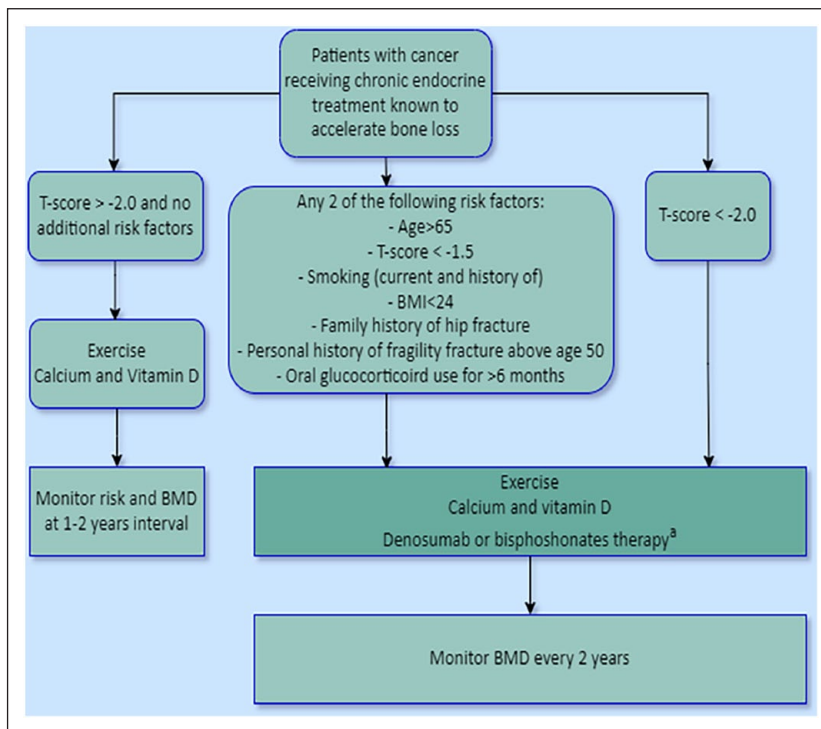 Patients with cancer
receiving chronic endocrine
treatment known to
accelerate bone loss
T-score > -2.0 and no
additional risk factors
Any 2 of the following risk factors:
- Age>65
- T-score < -1.5
- Smoking (current and history of)
- BMI<24
- Family history of hip fracture
- Personal history of fragility fracture above age 50
- Oral glucocorticoird use for >6 months
T-score < -2.0
Exercise
Calcium and Vitamin D
Monitor risk and BMD
at 1-2 years interval
Exercise
Calcium and vitamin D
Denosumab or bisphoshonates therapyª
Monitor BMD every 2 years